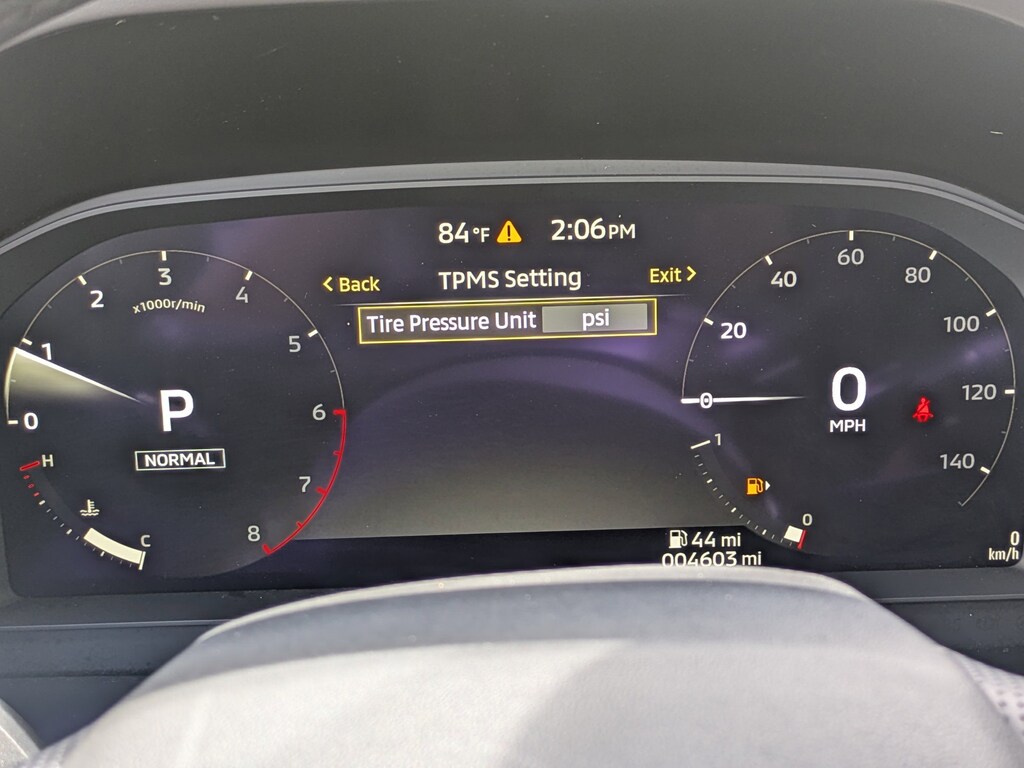 84°F 2:06PM
< Back TPMS Setting Exit >
Tire Pressure Unit psi
0
1
2
3
4
5
6
7
8
x1000r/min
P
NORMAL
H
C
0
20
40
60
80
100
120
140
0
MPH
1
0
44 mi
004603 mi
0
km/h